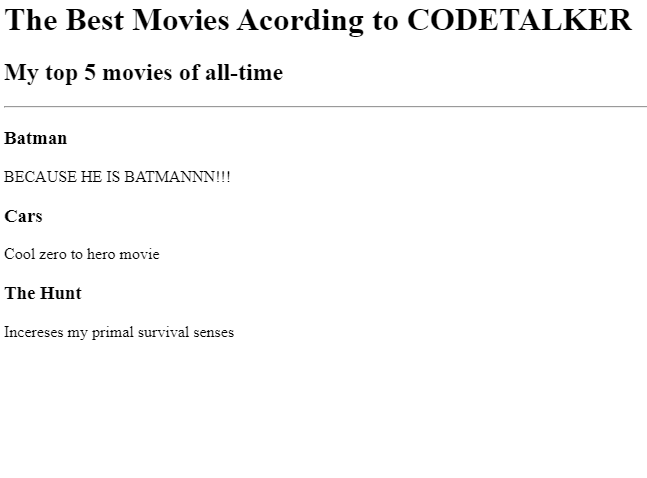 The Best Movies Acording to CODETALKER
My top 5 movies of all-time
Batman
BECAUSE HE IS BATMANNN!!!
Cars
Cool zero to hero movie
The Hunt
Incereses my primal survival senses